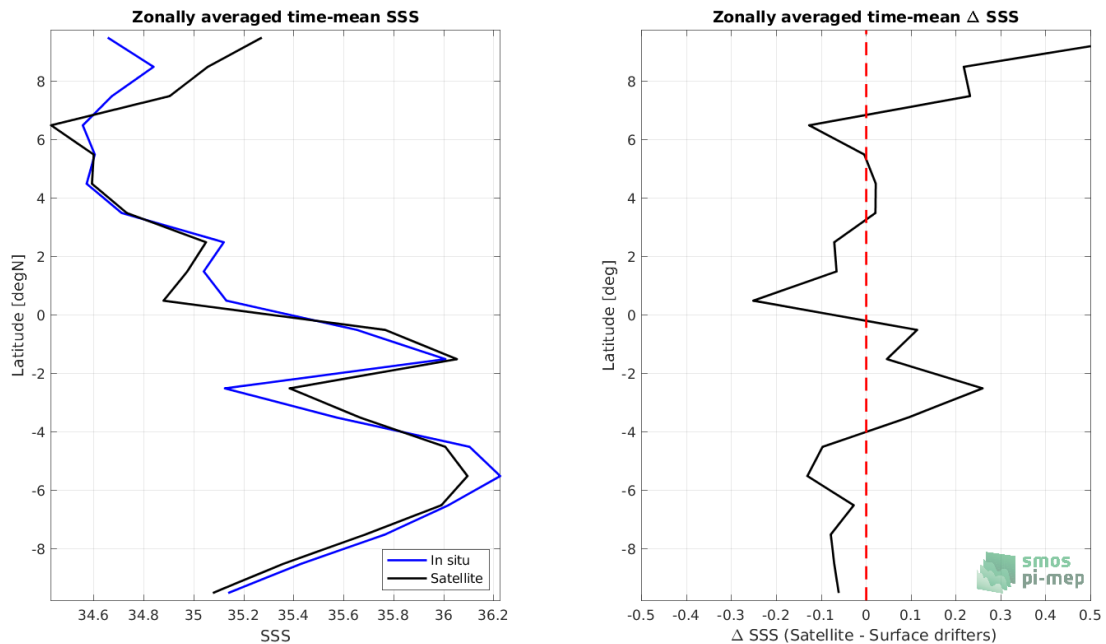 Zonally averaged time-mean SSS
Latitude [degN]
8
6
4
2
0
-2
-4
-6
-8
34.6 34.8 35 35.2 35.4 35.6 35.8 36 36.2
SSS
In situ
Satellite
Zonally averaged time-mean Δ SSS
Latitude [deg]
8
6
4
2
0
-2
-4
-6
-8
-0.5 -0.4 -0.3 -0.2 -0.1 0 0.1 0.2 0.3 0.4 0.5
Δ SSS (Satellite - Surface drifters)
smos
pi-mep